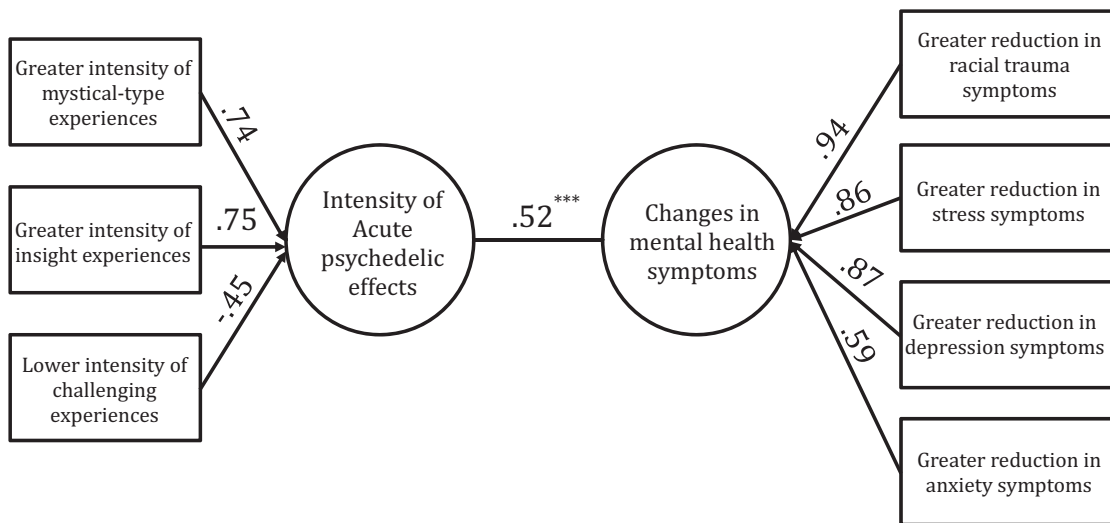 Greater intensity of
mystical-type
experiences
Greater intensity of
insight experiences
Lower intensity of
challenging
experiences
.74
.75
-.45
Intensity of
Acute
psychedelic
effects
.52***
Changes in
mental health
symptoms
.94
.86
.87
.59
Greater reduction in
racial trauma
symptoms
Greater reduction in
stress symptoms
Greater reduction in
depression symptoms
Greater reduction in
anxiety symptoms